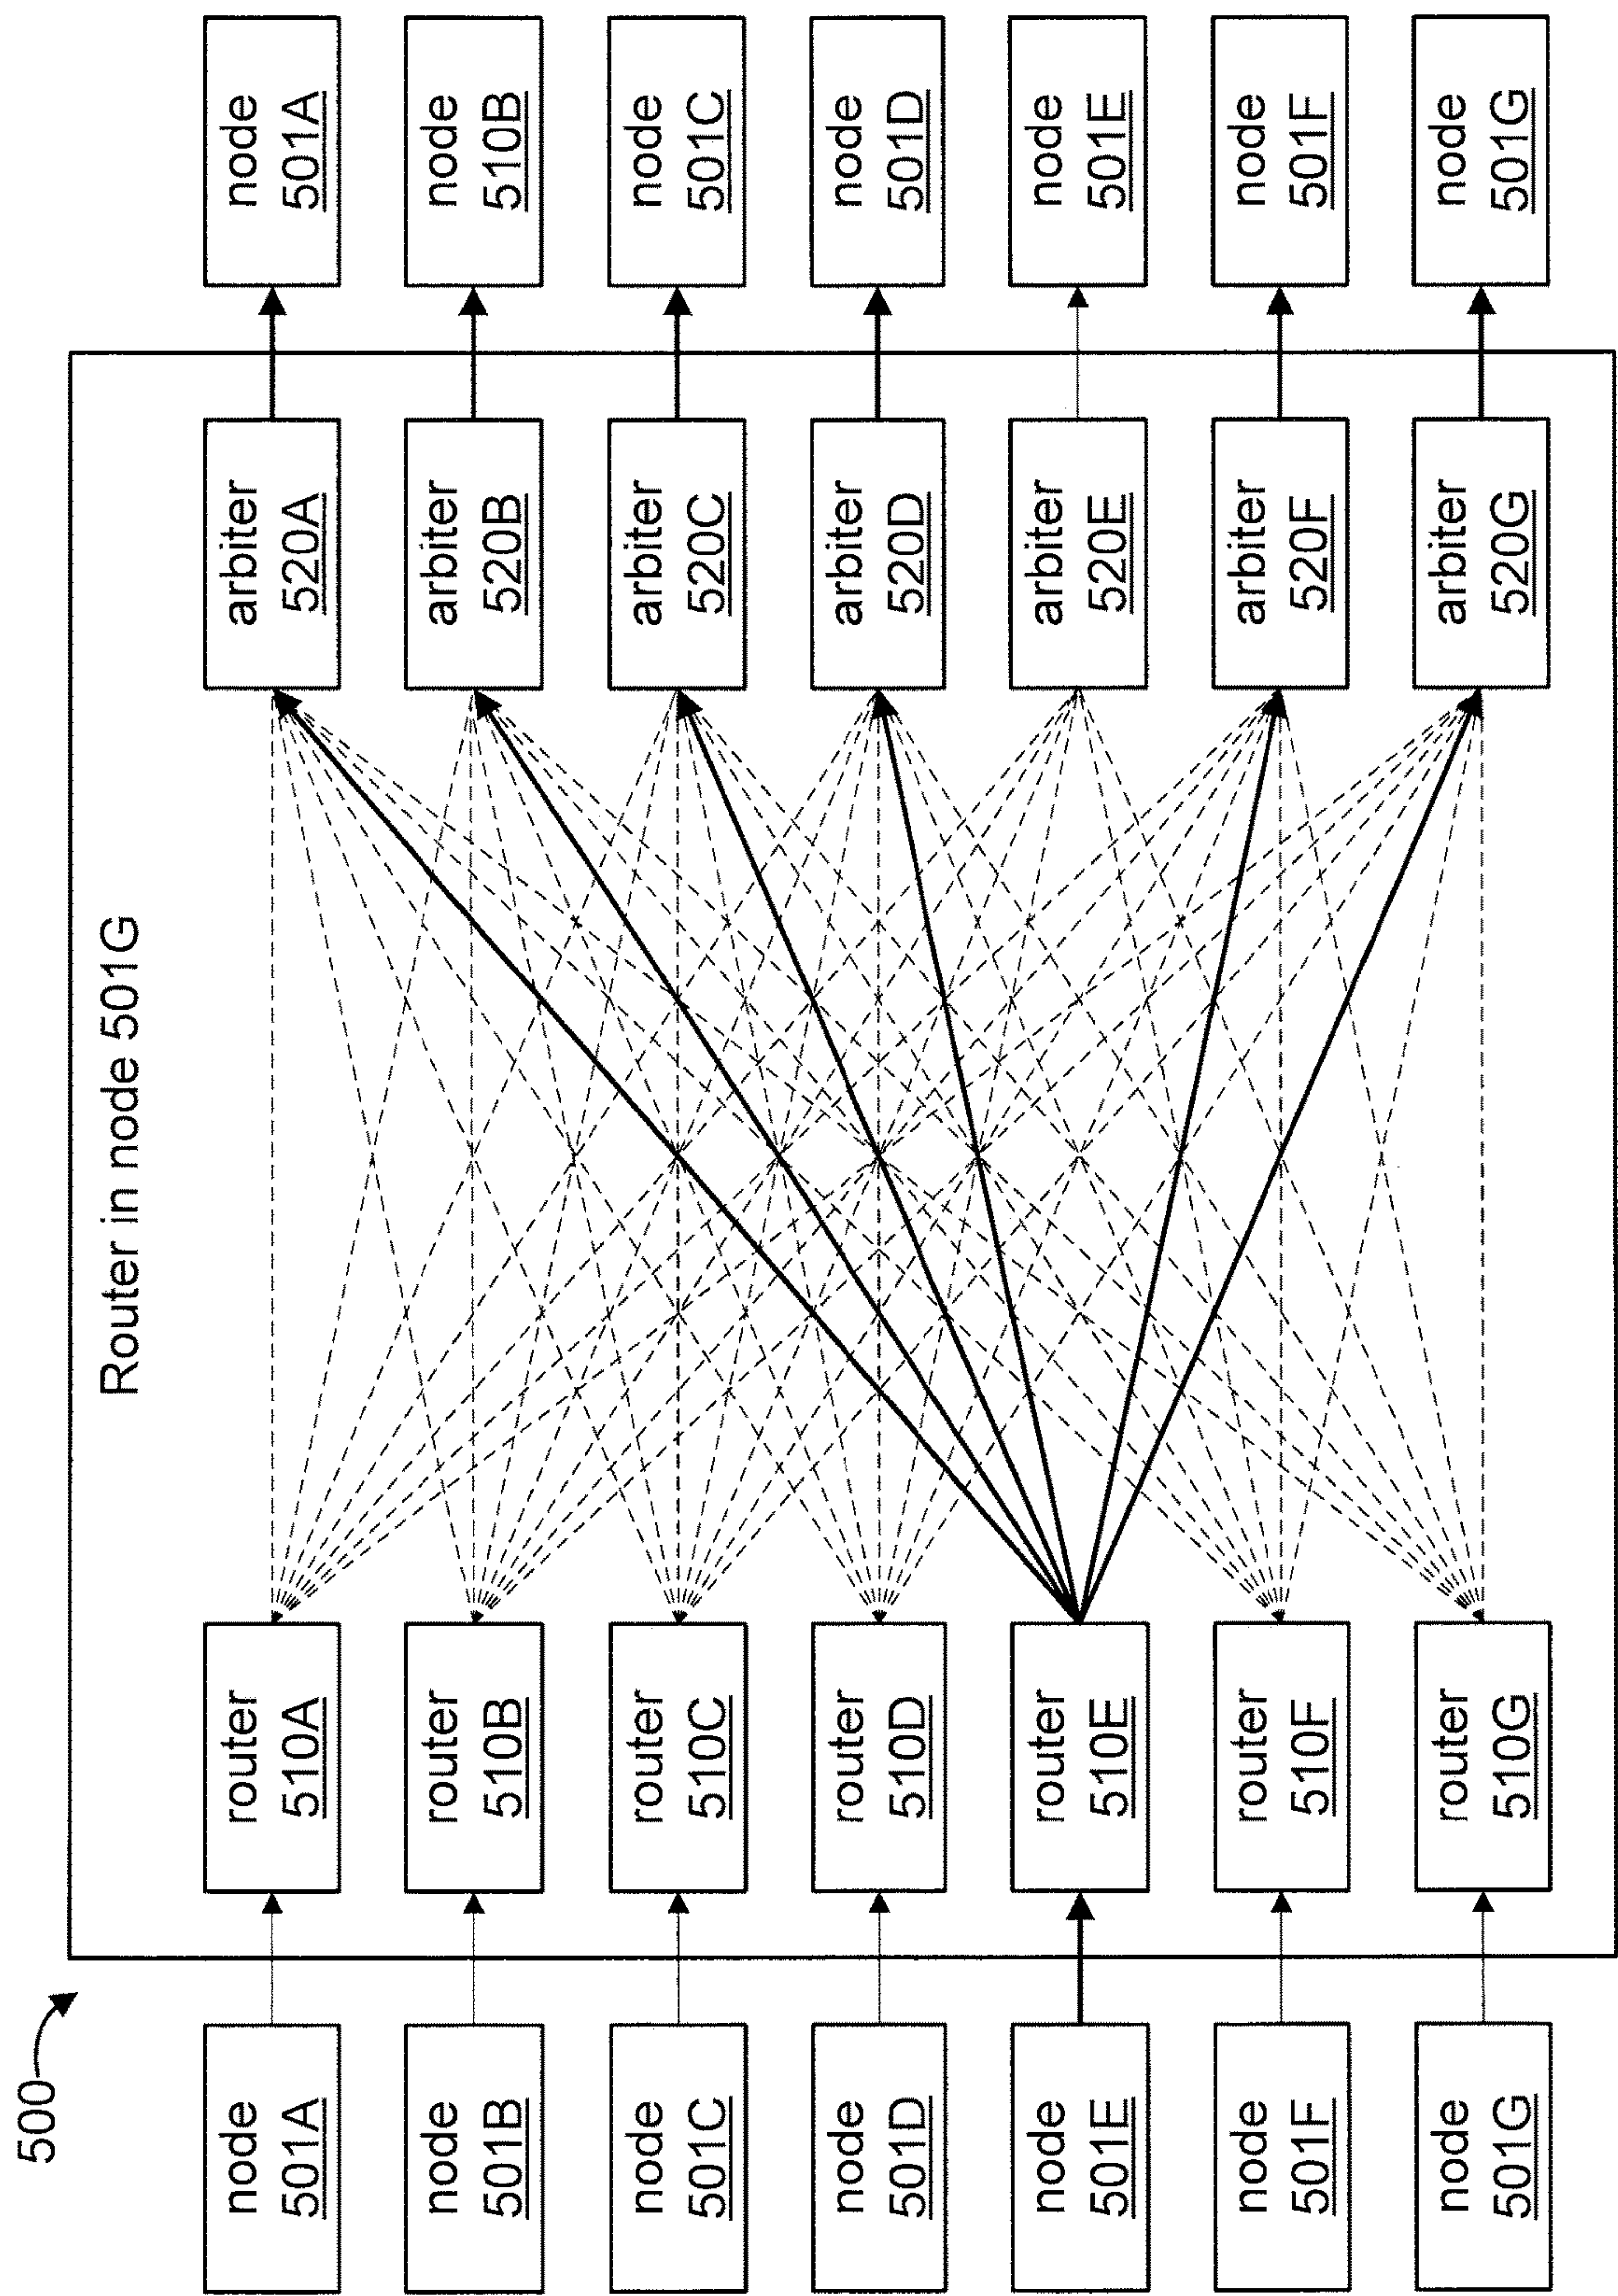 500
Router in node 501G
node
501A
router
510A
arbiter
520A
node
501A
node
501B
router
510B
arbiter
520B
node
510B
node
501C
router
510C
arbiter
520C
node
501C
node
501D
router
510D
arbiter
520D
node
501D
node
501E
router
510E
arbiter
520E
node
501E
node
501F
router
510F
arbiter
520F
node
501F
node
501G
router
510G
arbiter
520G
node
501G